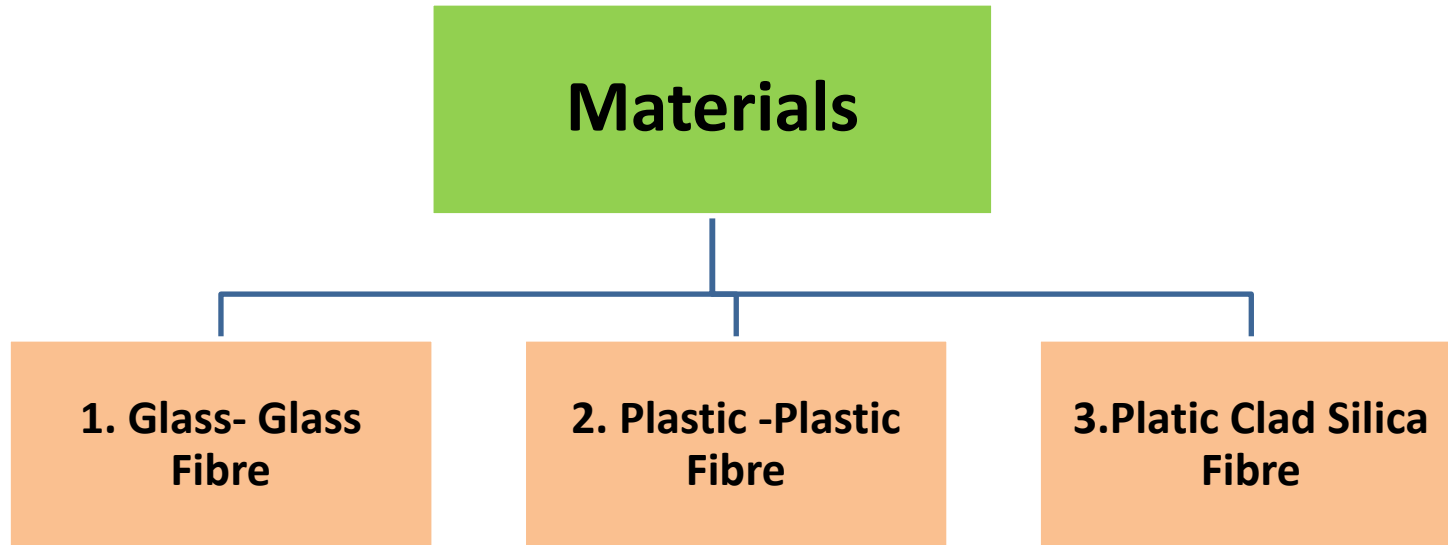 Materials
1. Glass- Glass
Fibre
2. Plastic -Plastic
Fibre
3.Platic Clad Silica
Fibre